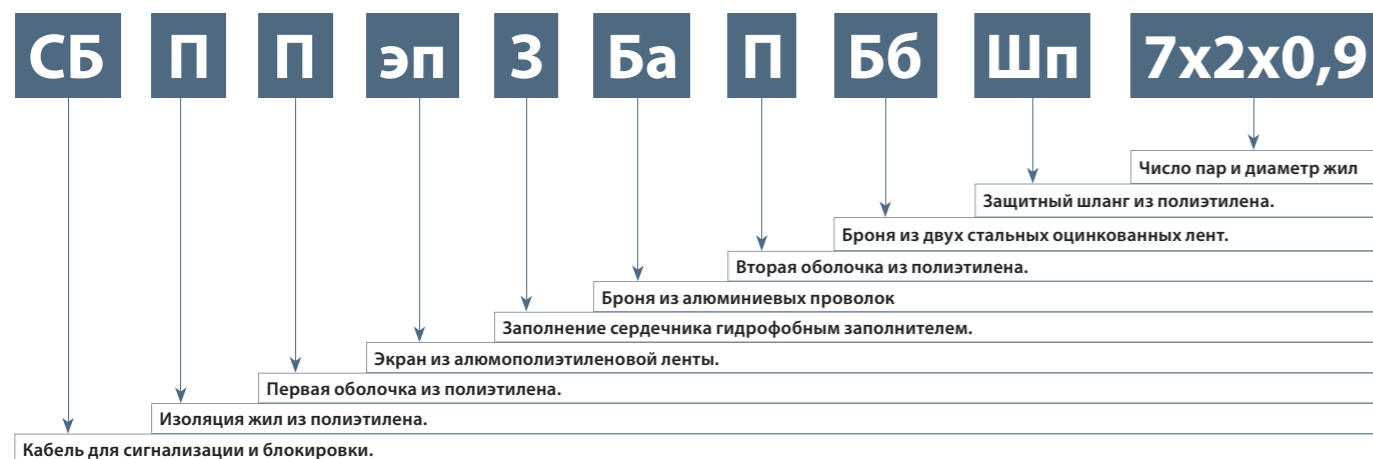 СБ П П эп З Ба П Бб Шп 7х2х0,9
Число пар и диаметр жил
Защитный шланг из полиэтилена.
Броня из двух стальных оцинкованных лент.
Вторая оболочка из полиэтилена.
Броня из алюминиевых проволок
Заполнение сердечника гидрофобным заполнителем.
Экран из алюмополиэтиленовой ленты.
Первая оболочка из полиэтилена.
Изоляция жил из полиэтилена.
Кабель для сигнализации и блокировки.